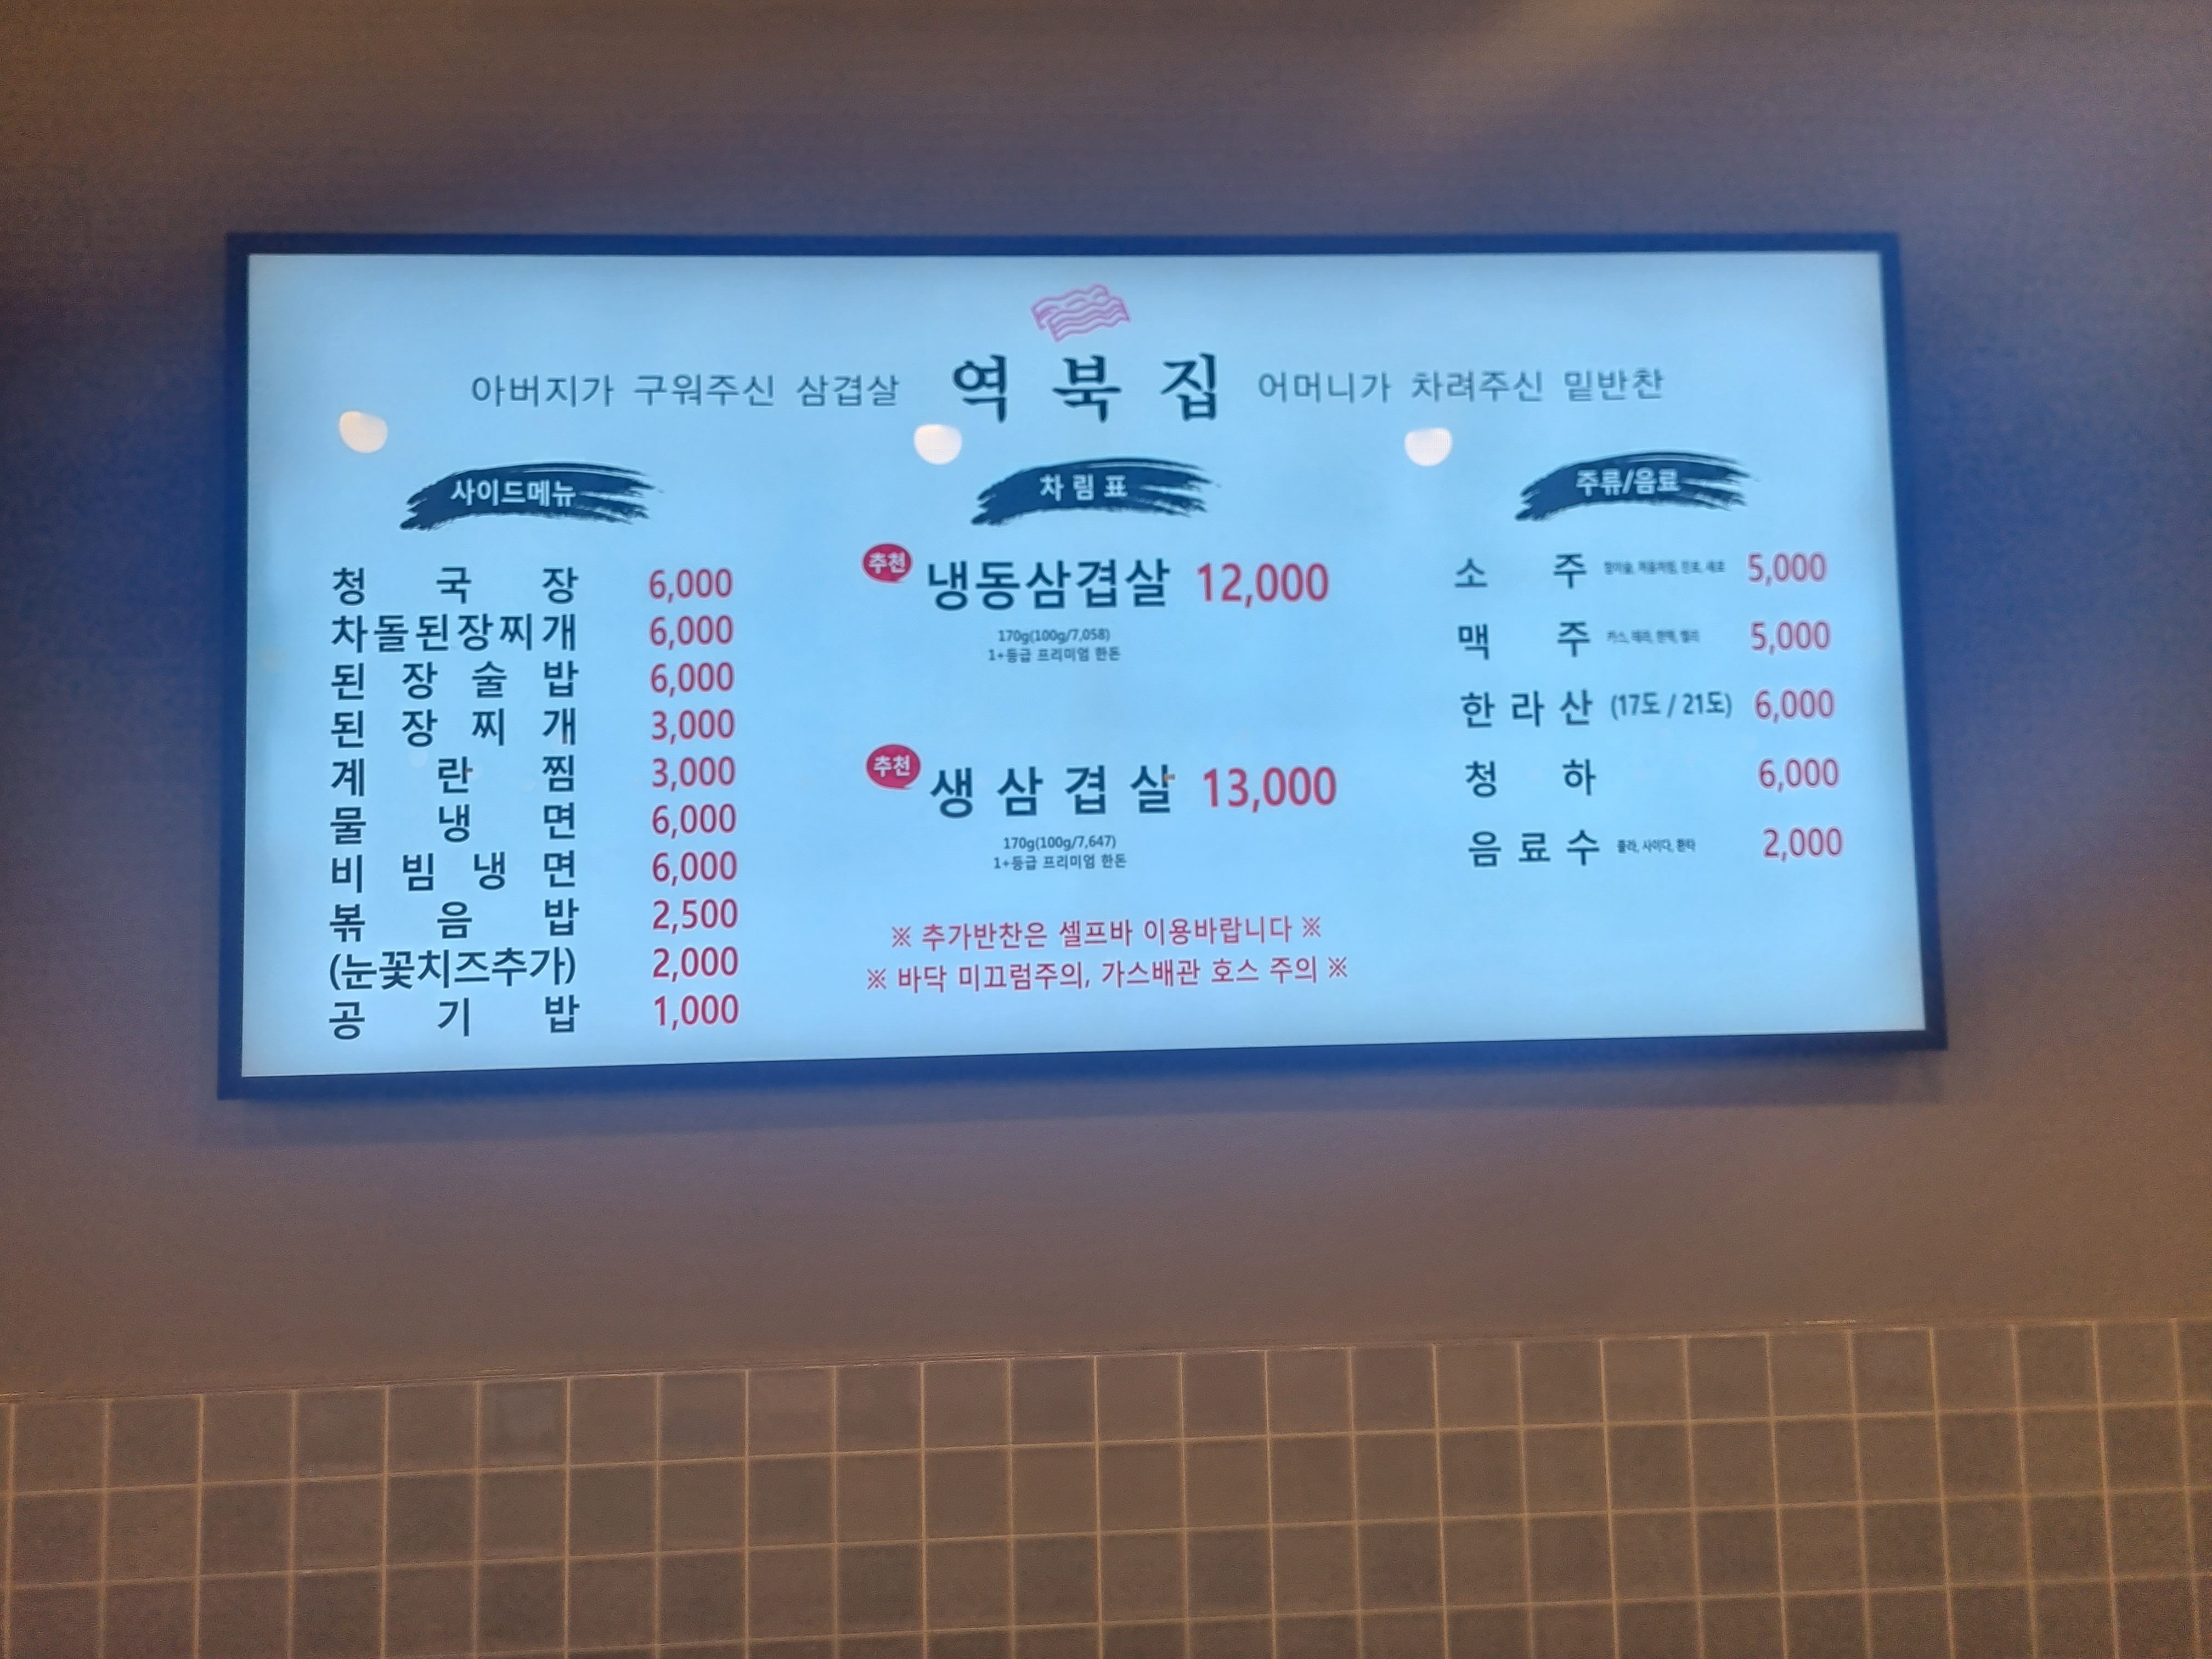 아버지가 구워주신 삼겹살 역북집 어머니가 차려주신 밑반찬
사이드메뉴
청국장 6,000
차돌된장찌개 6,000
된장술밥 6,000
된장찌개 3,000
계란찜 3,000
물냉면 6,000
비빔냉면 6,000
볶음밥 2,500
(눈꽃치즈추가) 2,000
공기밥 1,000
차림표
추천 냉동삼겹살 12,000
170g(100g/7,058)
1+등급 프리미엄 한돈
추천 생삼겹살 13,000
170g(100g/7,647)
1+등급 프리미엄 한돈
※ 추가반찬은 셀프바 이용바랍니다 ※
※ 바닥 미끄럼주의, 가스배관 호스 주의 ※
주류/음료
소주 5,000
맥주 5,000
한라산 (17도 / 21도) 6,000
청하 6,000
음료수 콜라, 사이다, 환타 2,000